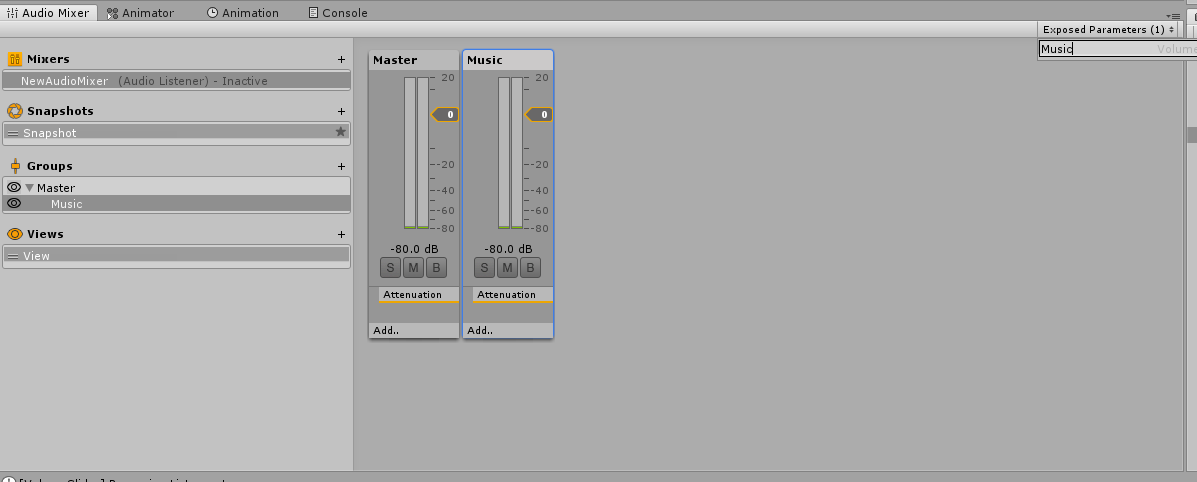 Audio Mixer Animator Animation Console
Exposed Parameters (1)
Music Volume
Mixers +
NewAudioMixer (Audio Listener) - Inactive
Snapshots +
Snapshot
Groups +
Master
Music
Views +
View
Master
20
0
-20
-40
-60
-80
-80.0 dB
S M B
Attenuation
Add..
Music
20
0
-20
-40
-60
-80
-80.0 dB
S M B
Attenuation
Add..